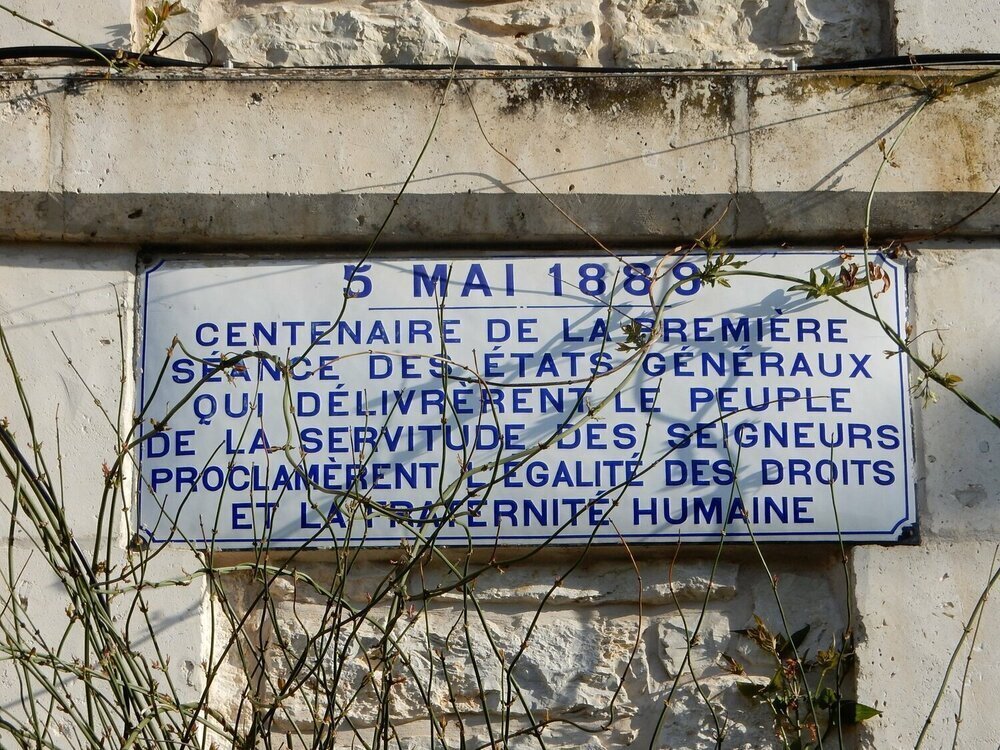 5 MAI 1889
CENTENAIRE DE LA PREMIÈRE
SÉANCE DES ÉTATS GÉNÉRAUX
QUI DÉLIVRÈRENT LE PEUPLE
DE LA SERVITUDE DES SEIGNEURS
PROCLAMÈRENT L'EGALITÉ DES DROITS
ET LA FRATERNITÉ HUMAINE